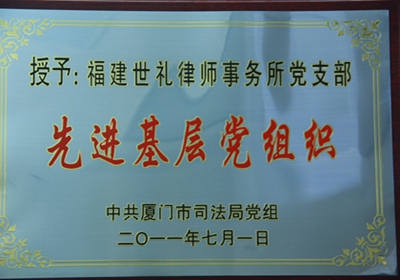 授予：福建世礼律师事务所党支部
先进基层党组织
中共厦门市司法局党组
二〇一一年七月一日